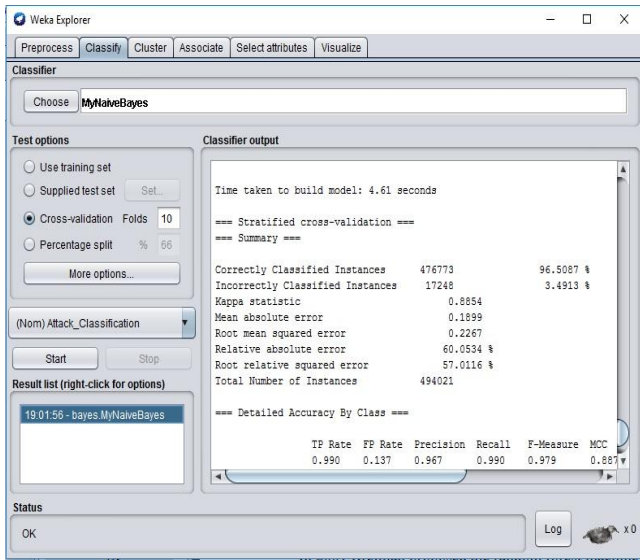 Weka Explorer
Preprocess Classify Cluster Associate Select attributes Visualize
Classifier
Choose MyNaiveBayes
Test options
Use training set
Supplied test set Set...
Cross-validation Folds 10
Percentage split % 66
More options...
(Nom) Attack_Classification
Start Stop
Result list (right-click for options)
19:01:56 - bayes.MyNaiveBayes
Classifier output
Time taken to build model: 4.61 seconds
=== Stratified cross-validation ===
=== Summary ===
Correctly Classified Instances 476773 96.5087 %
Incorrectly Classified Instances 17248 3.4913 %
Kappa statistic 0.8854
Mean absolute error 0.1899
Root mean squared error 0.2267
Relative absolute error 60.0534 %
Root relative squared error 57.0116 %
Total Number of Instances 494021
=== Detailed Accuracy By Class ===
TP Rate FP Rate Precision Recall F-Measure MCC
0.990 0.137 0.967 0.990 0.979 0.887
Status
OK
Log
x 0